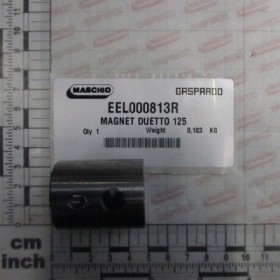 MASCHIO
GASPARDO
EEL000813R
MAGNET DUETTO 125
Qty 1 Weight 0,103 KG
cm
inch